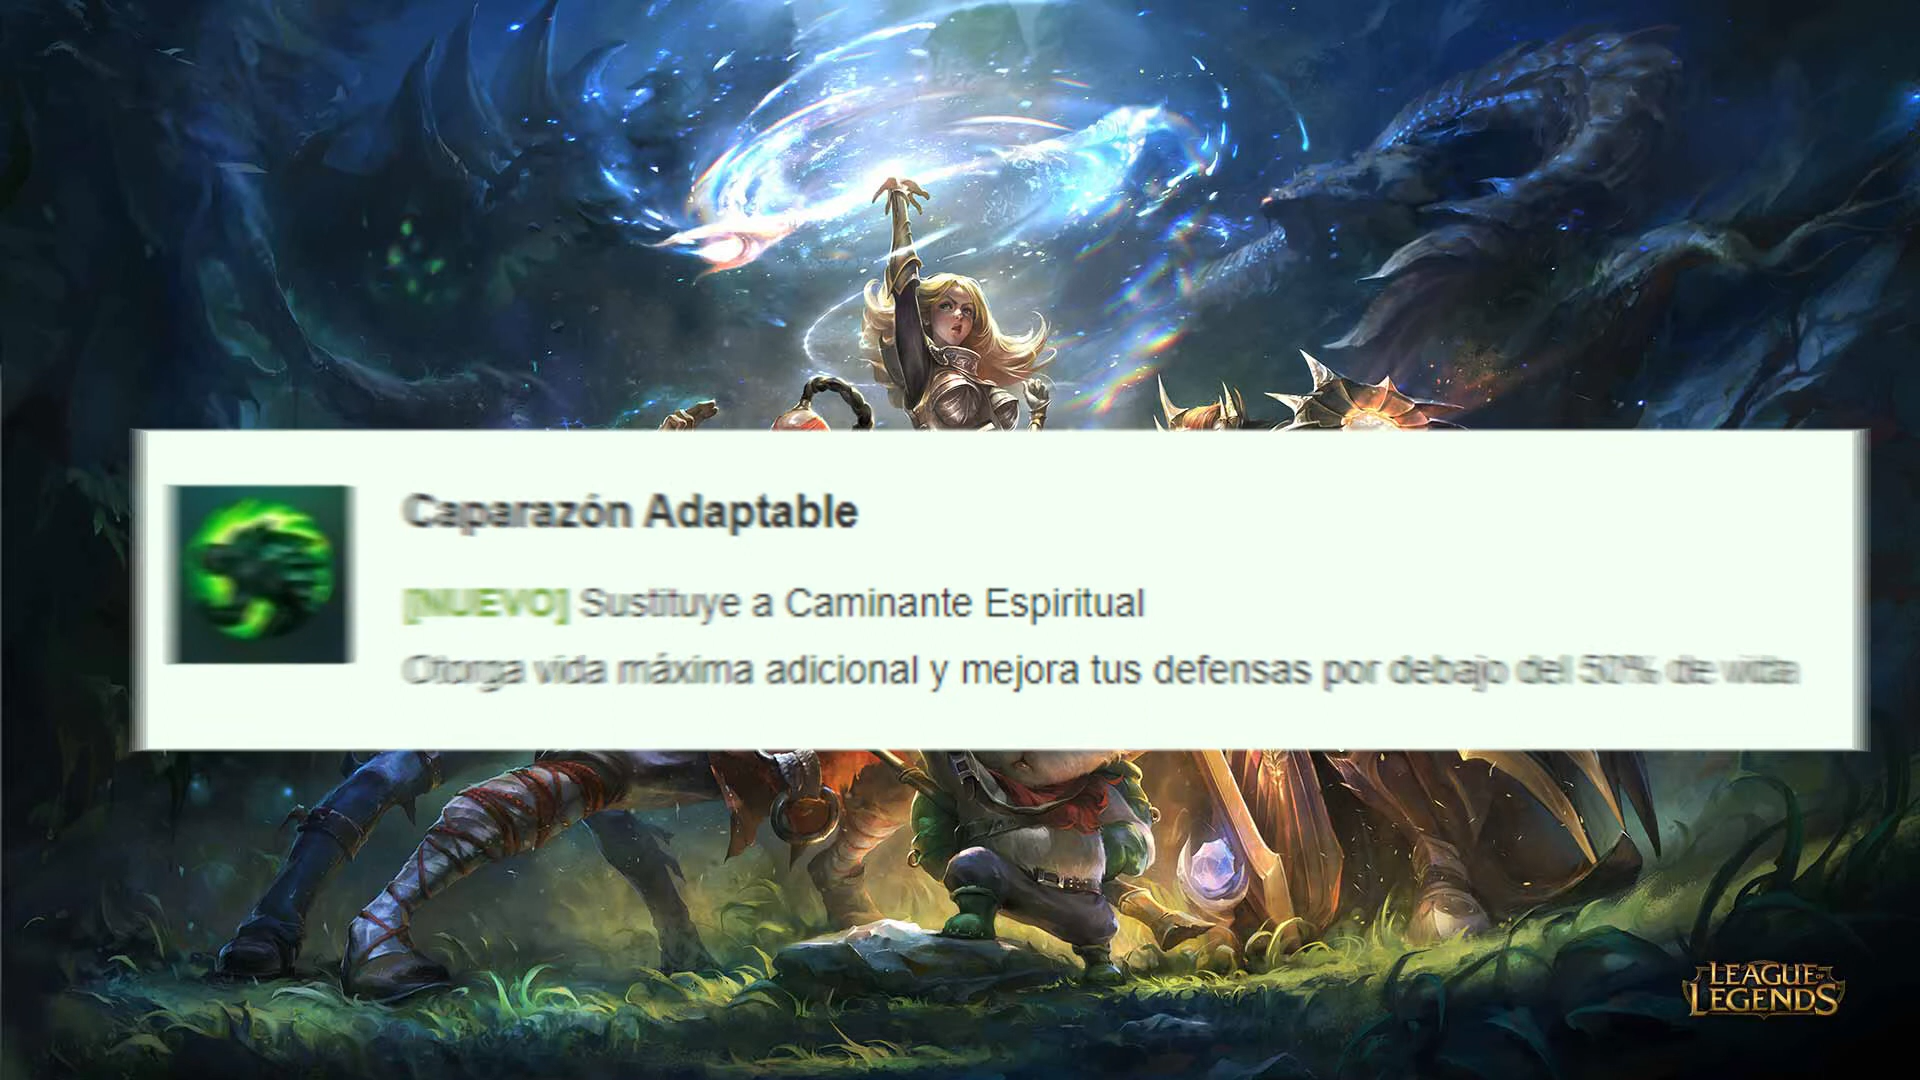 Caparazón Adaptable
[NUEVO] Sustituye a Caminante Espiritual
Otorga vida máxima adicional y mejora tus defensas por debajo del 50% de vida
LEAGUE OF
LEGENDS